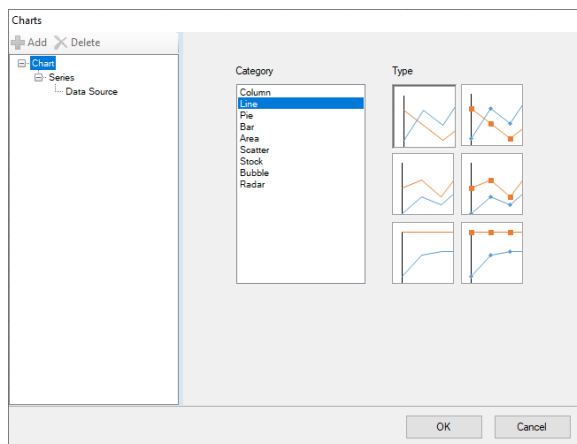 Charts
Add Delete
Chart
Series
Data Source
Category
Column
Line
Pie
Bar
Area
Scatter
Stock
Bubble
Radar
Type
OK Cancel